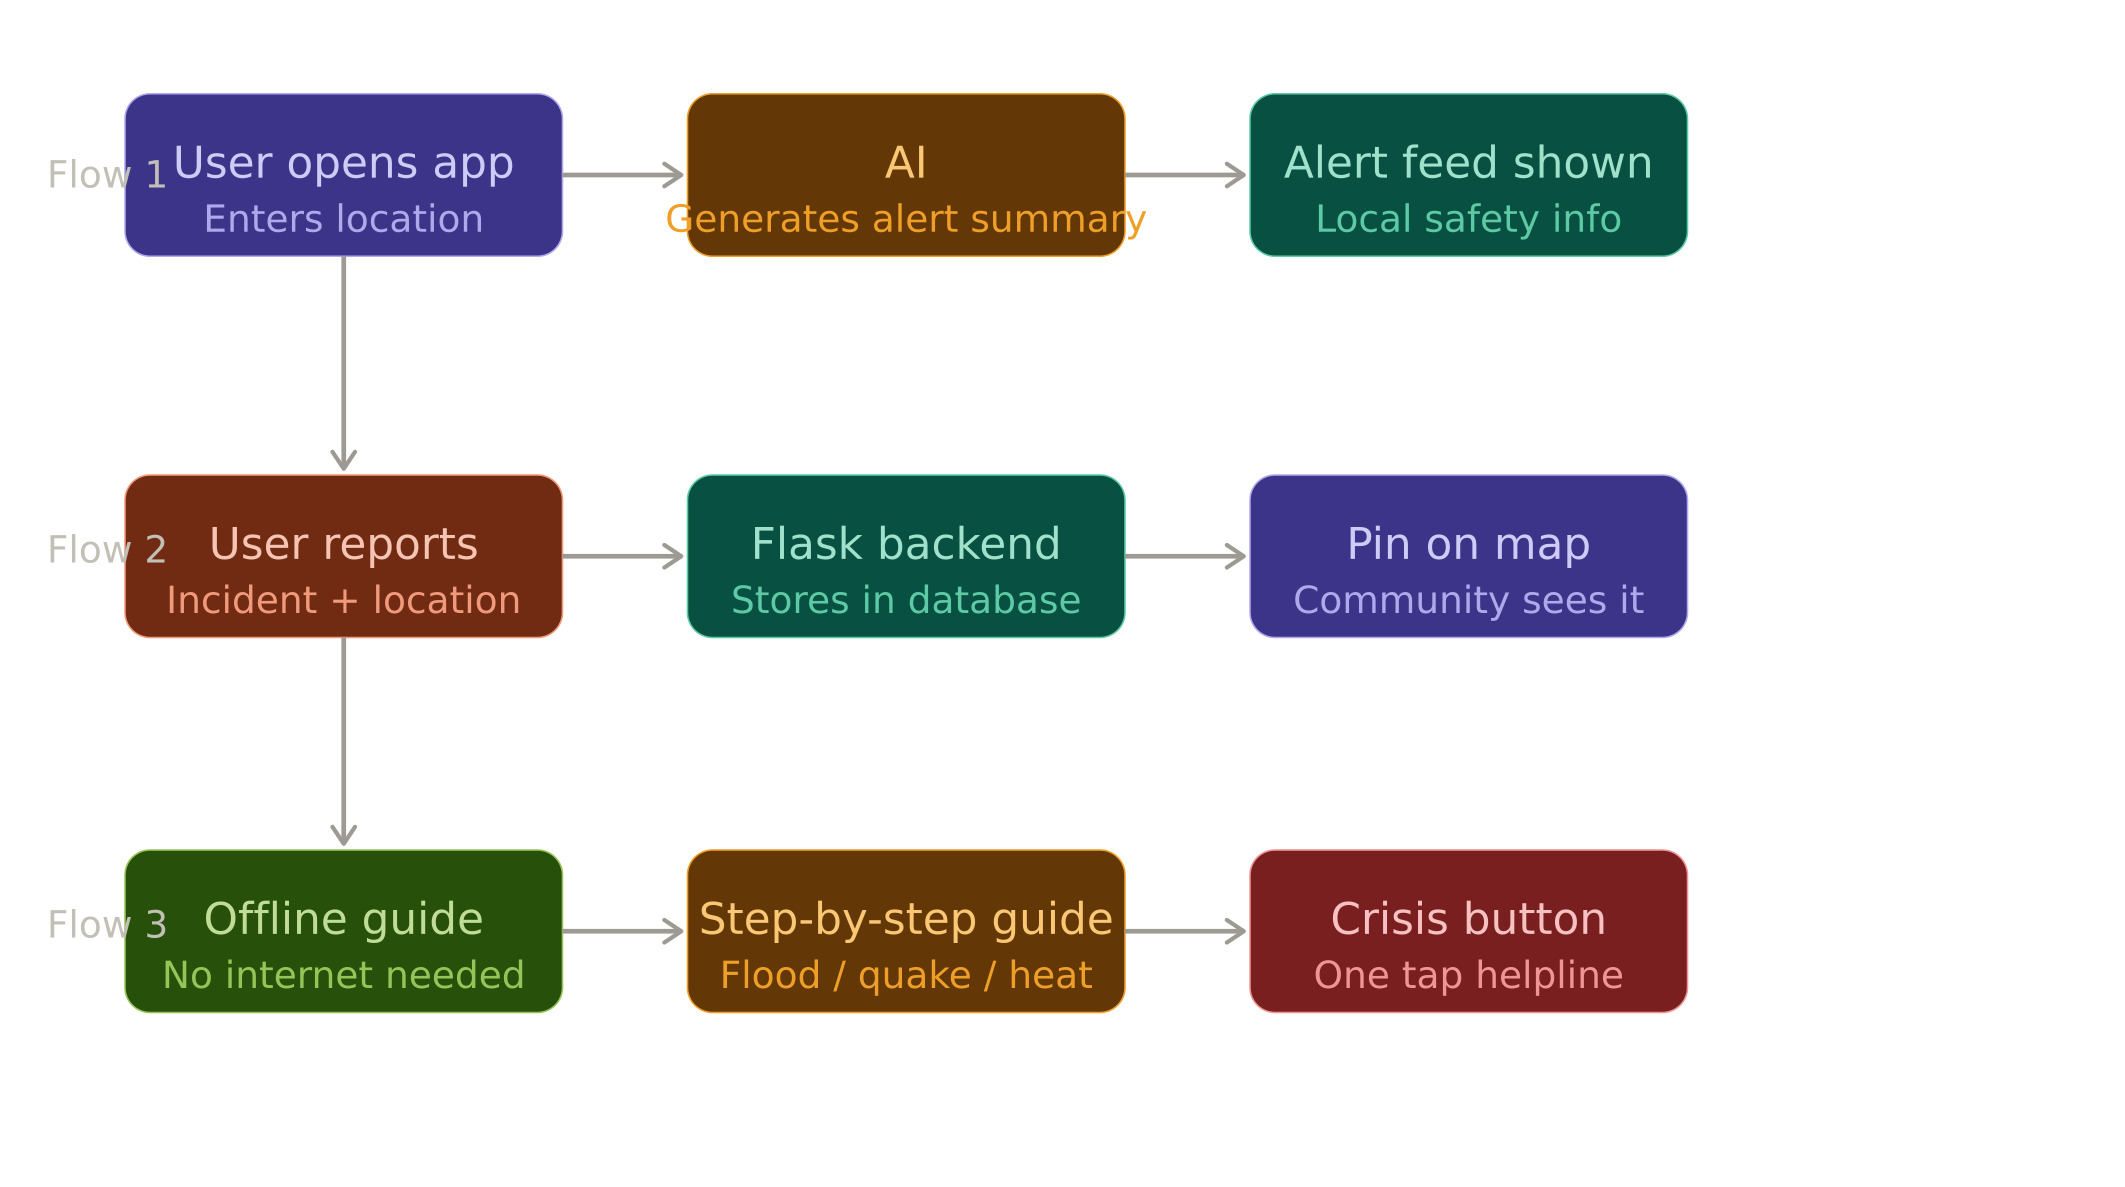 Flow 1
User opens app
Enters location
AI
Generates alert summary
Alert feed shown
Local safety info
Flow 2
User reports
Incident + location
Flask backend
Stores in database
Pin on map
Community sees it
Flow 3
Offline guide
No internet needed
Step-by-step guide
Flood / quake / heat
Crisis button
One tap helpline